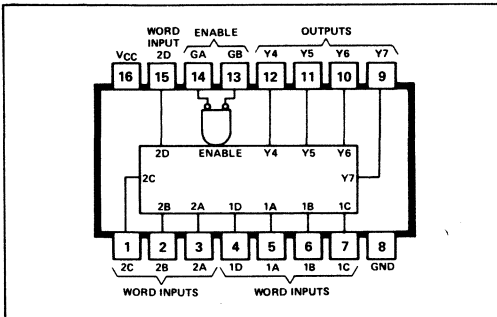 WORD INPUT ENABLE OUTPUTS
VCC 2D GA GB Y4 Y5 Y6 Y7
16 15 14 13 12 11 10 9
2D ENABLE Y4 Y5 Y6
2C Y7
2B 2A 1D 1A 1B 1C
1 2 3 4 5 6 7 8
2C 2B 2A 1D 1A 1B 1C GND
WORD INPUTS WORD INPUTS